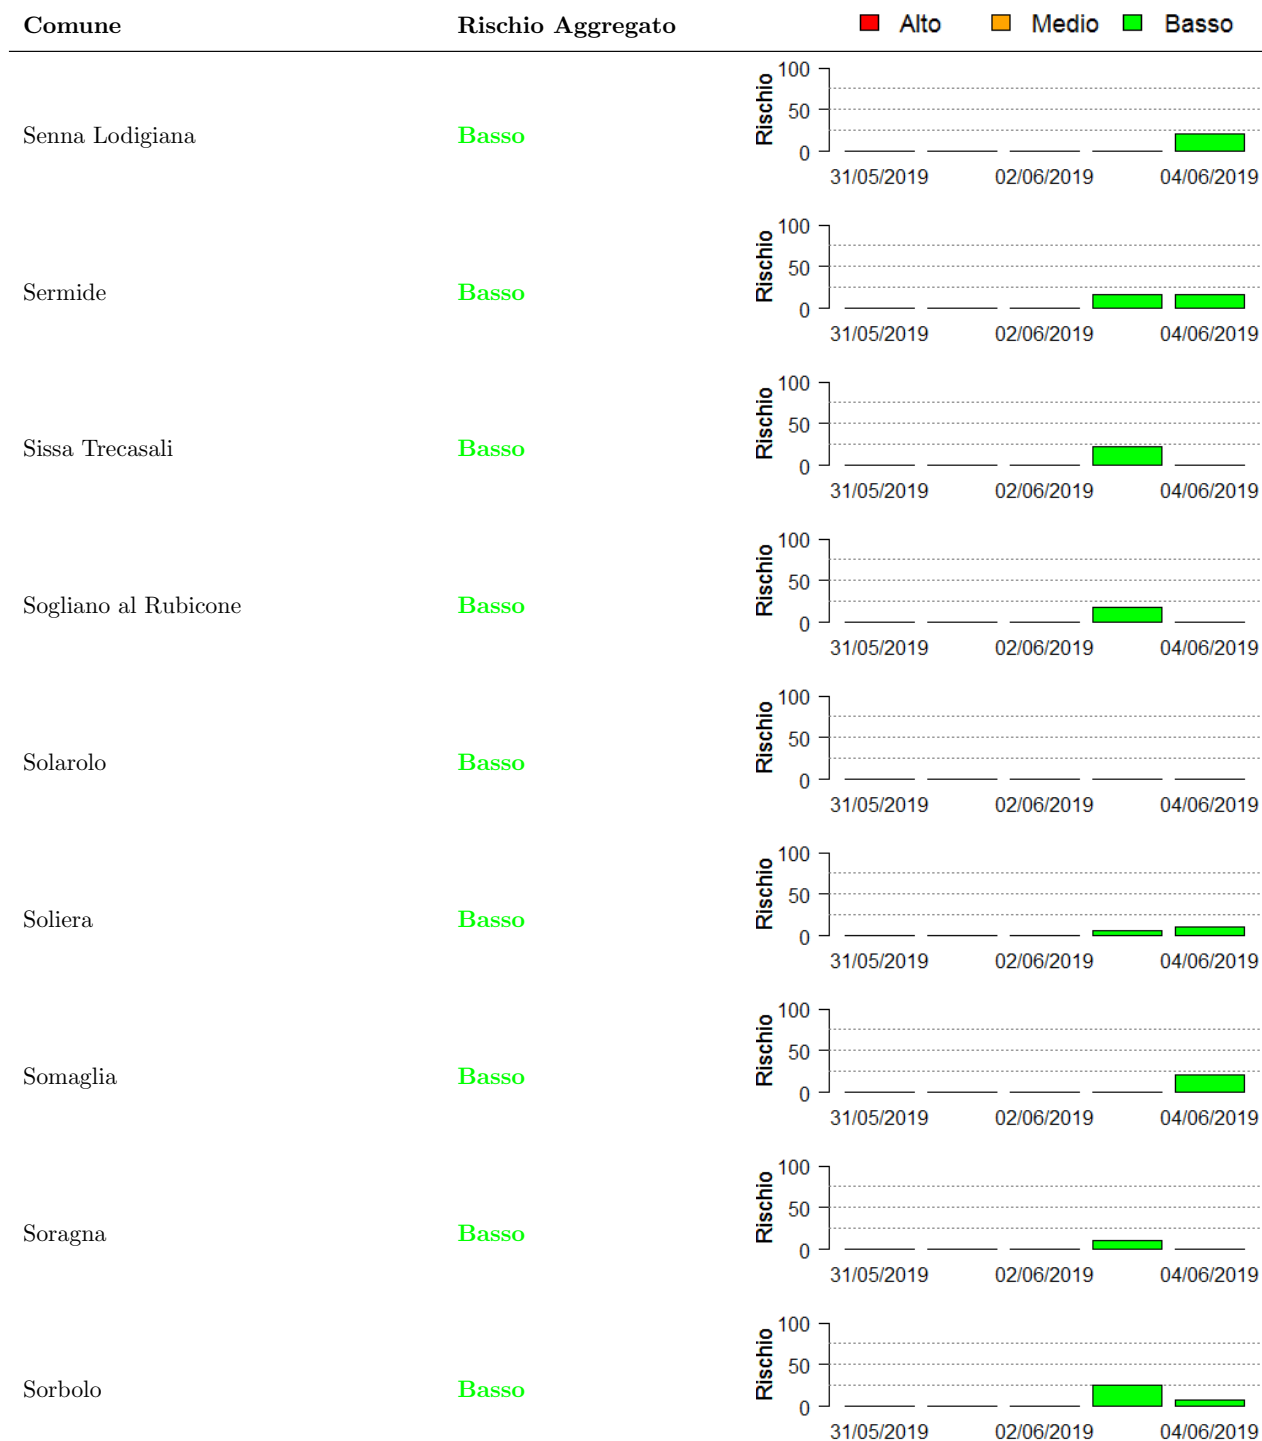 Comune Rischio Aggregato Alto Medio Basso
Senna Lodigiana Basso
Rischio
100
50
0
31/05/2019 02/06/2019 04/06/2019
Sermide Basso
Rischio
100
50
0
31/05/2019 02/06/2019 04/06/2019
Sissa Trecasali Basso
Rischio
100
50
0
31/05/2019 02/06/2019 04/06/2019
Sogliano al Rubicone Basso
Rischio
100
50
0
31/05/2019 02/06/2019 04/06/2019
Solarolo Basso
Rischio
100
50
0
31/05/2019 02/06/2019 04/06/2019
Soliera Basso
Rischio
100
50
0
31/05/2019 02/06/2019 04/06/2019
Somaglia Basso
Rischio
100
50
0
31/05/2019 02/06/2019 04/06/2019
Soragna Basso
Rischio
100
50
0
31/05/2019 02/06/2019 04/06/2019
Sorbolo Basso
Rischio
100
50
0
31/05/2019 02/06/2019 04/06/2019